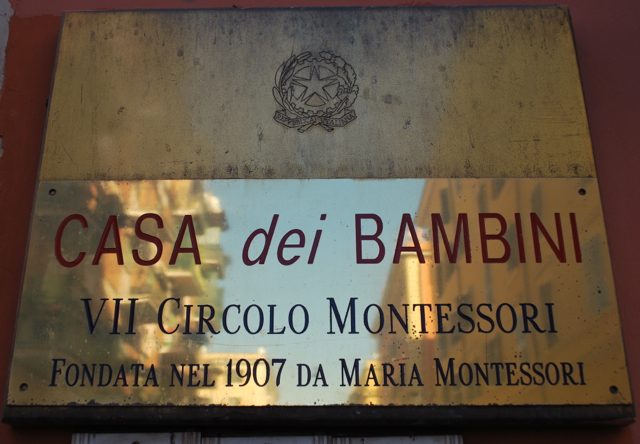 CASA dei BAMBINI
VII CIRCOLO MONTESSORI
FONDATA NEL 1907 DA MARIA MONTESSORI